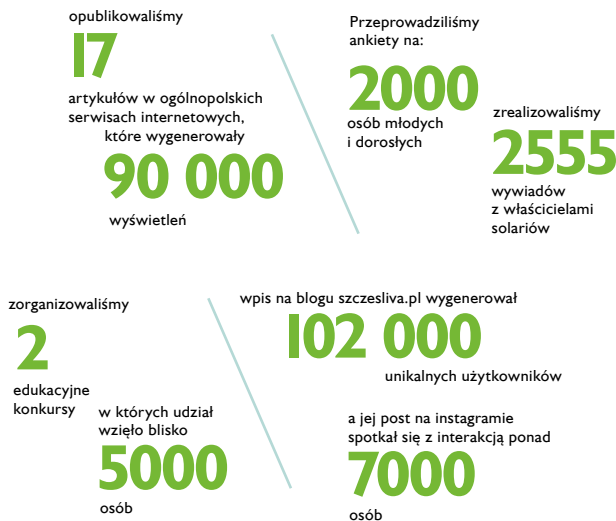 opublikowaliśmy
17
artykułów w ogólnopolskich
serwisach internetowych,
które wygenerowały
90 000
wyświetleń
Przeprowadziliśmy
ankiety na:
2000
osób młodych
i dorosłych
zrealizowaliśmy
2555
wywiadów
z właścicielami
solariów
zorganizowaliśmy
2
edukacyjne
konkursy
w których udział
wzięło blisko
5000
osób
wpis na blogu szczesliva.pl wygenerował
102 000
unikalnych użytkowników
a jej post na instagramie
spotkał się z interakcją ponad
7000
osób